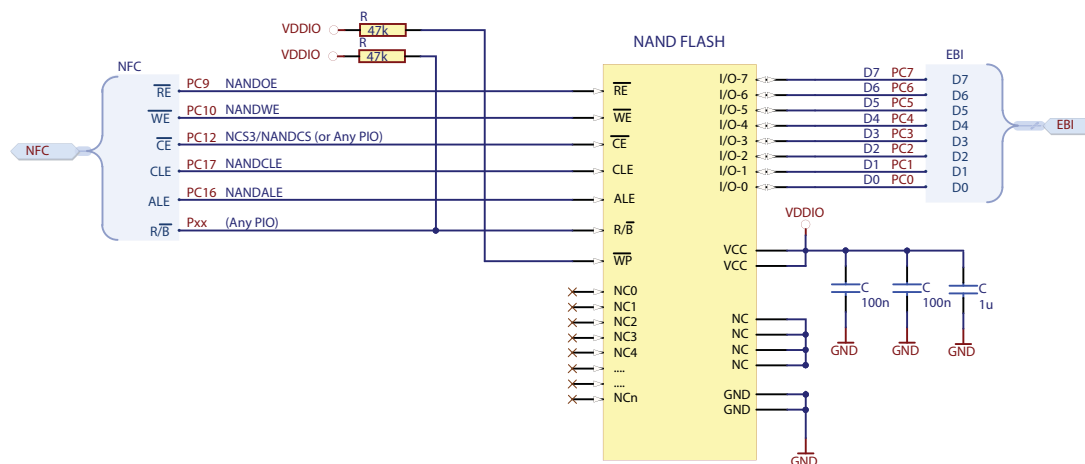 R
VDDIO 47k
R
VDDIO 47k
NAND FLASH
NFC
EBI
RE PC9 NANDOE RE
WE PC10 NANDWE WE
CE PC12 NCS3/NANDCS (or Any PIO) CE
CLE PC17 NANDCLE CLE
ALE PC16 NANDALE ALE
R/B Pxx (Any PIO) R/B
WP
NFC
NC0
NC1
NC2
NC3
NC4
....
....
NCn
I/O-7 D7 PC7 D7
I/O-6 D6 PC6 D6
I/O-5 D5 PC5 D5
I/O-4 D4 PC4 D4
I/O-3 D3 PC3 D3
I/O-2 D2 PC2 D2
I/O-1 D1 PC1 D1
I/O-0 D0 PC0 D0
EBI
VDDIO
VCC
VCC
C 100n
C 100n
C 1u
GND GND GND
NC
NC
NC
NC
GND
GND
GND